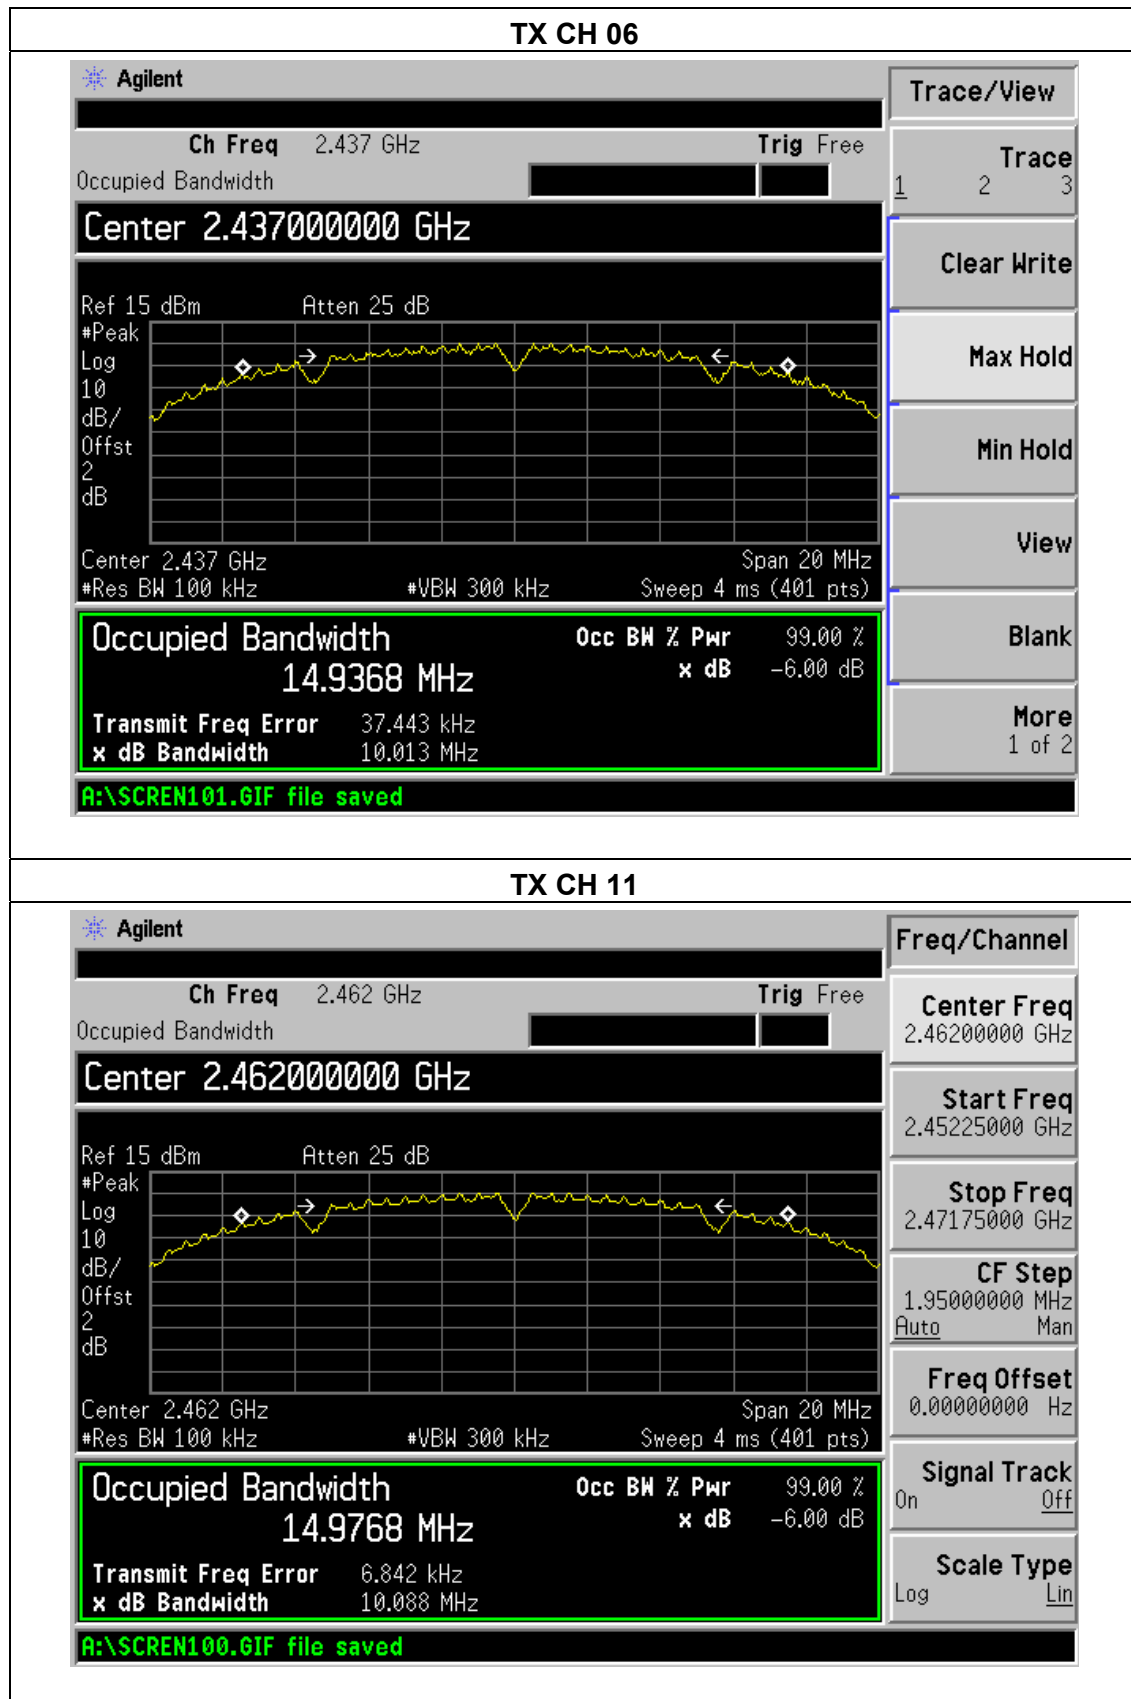 TX CH 06
Agilent
Trace/View
Ch Freq 2.437 GHz Trig Free
Occupied Bandwidth
Trace
1 2 3
Center 2.437000000 GHz
Clear Write
Ref 15 dBm Atten 25 dB
#Peak
Log
10
dB/
Offst
2
dB
Max Hold
Min Hold
Center 2.437 GHz Span 20 MHz
#Res BW 100 kHz #VBW 300 kHz Sweep 4 ms (401 pts)
View
Occupied Bandwidth Occ BW % Pwr 99.00 %
14.9368 MHz x dB -6.00 dB
Blank
Transmit Freq Error 37.443 kHz
x dB Bandwidth 10.013 MHz
More
1 of 2
A:\SCREN101.GIF file saved
TX CH 11
Agilent
Freq/Channel
Ch Freq 2.462 GHz Trig Free
Occupied Bandwidth
Center Freq
2.46200000 GHz
Center 2.462000000 GHz
Start Freq
2.45225000 GHz
Ref 15 dBm Atten 25 dB
#Peak
Log
10
dB/
Offst
2
dB
Stop Freq
2.47175000 GHz
CF Step
1.95000000 MHz
Auto Man
Freq Offset
0.00000000 Hz
Center 2.462 GHz Span 20 MHz
#Res BW 100 kHz #VBW 300 kHz Sweep 4 ms (401 pts)
Signal Track
On Off
Occupied Bandwidth Occ BW % Pwr 99.00 %
14.9768 MHz x dB -6.00 dB
Transmit Freq Error 6.842 kHz
x dB Bandwidth 10.088 MHz
Scale Type
Log Lin
A:\SCREN100.GIF file saved